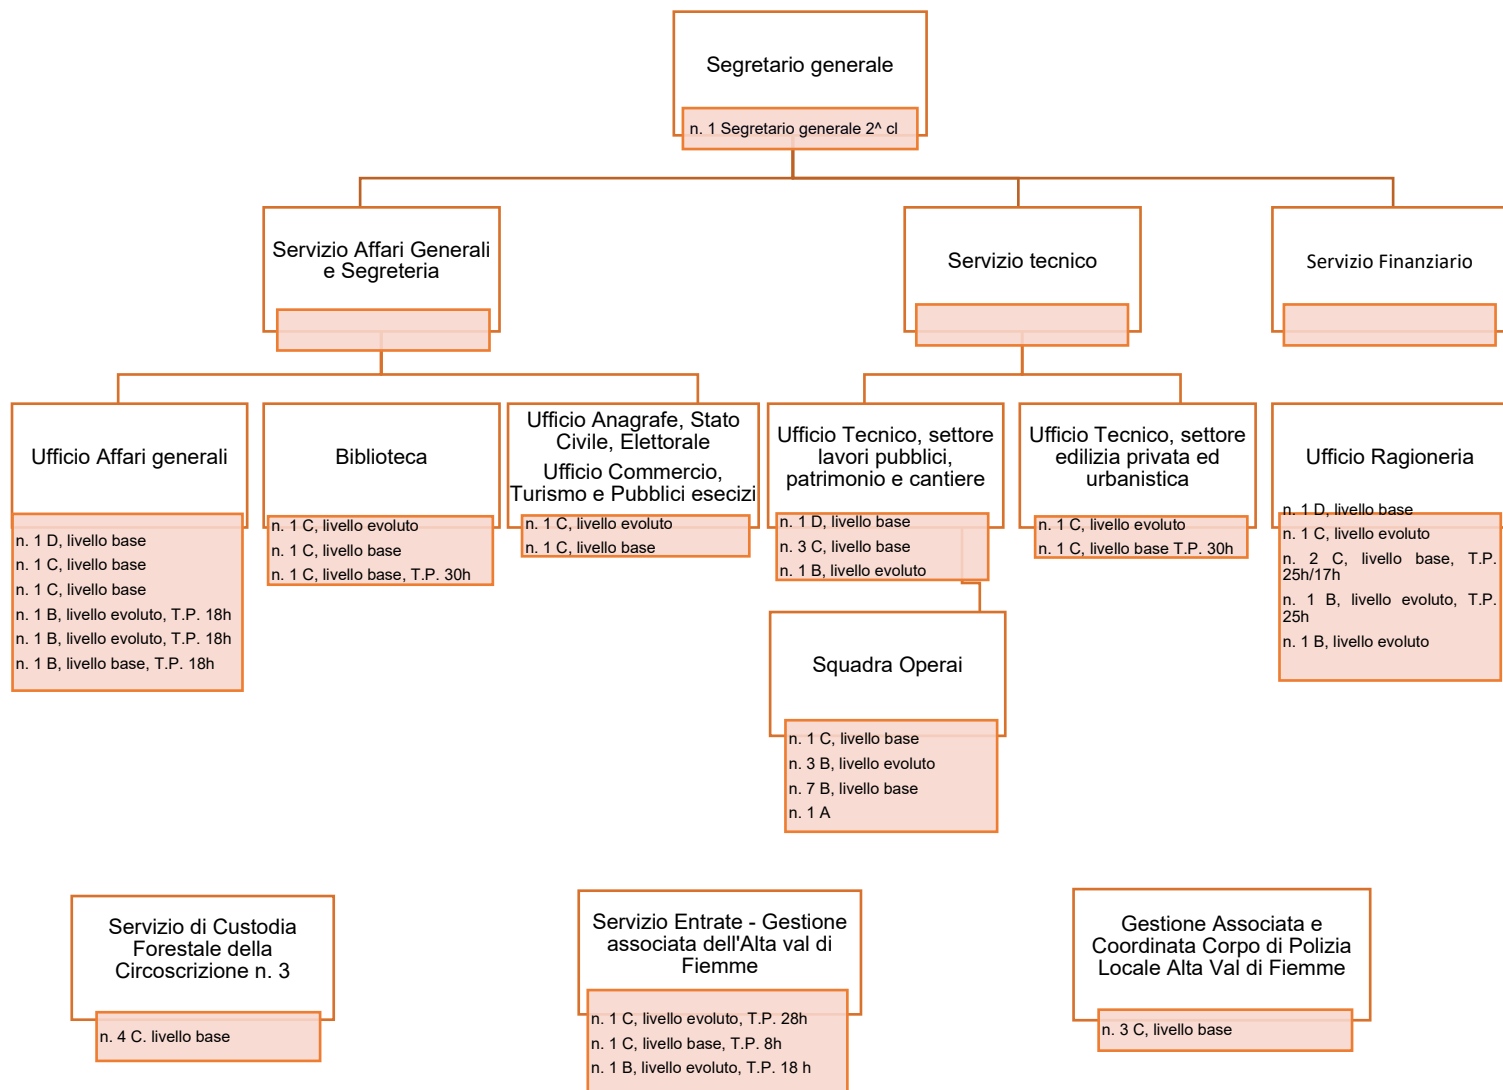 Segretario generale
n. 1 Segretario generale 2^ cl
Servizio Affari Generali
e Segreteria
Servizio tecnico
Servizio Finanziario
Ufficio Affari generali
n. 1 D, livello base
n. 1 C, livello base
n. 1 C, livello base
n. 1 B, livello evoluto, T.P. 18h
n. 1 B, livello evoluto, T.P. 18h
n. 1 B, livello base, T.P. 18h
Biblioteca
n. 1 C, livello evoluto
n. 1 C, livello base
n. 1 C, livello base, T.P. 30h
Ufficio Anagrafe, Stato
Civile, Elettorale
Ufficio Commercio,
Turismo e Pubblici esecizi
n. 1 C, livello evoluto
n. 1 C, livello base
Ufficio Tecnico, settore
lavori pubblici,
patrimonio e cantiere
n. 1 D, livello base
n. 3 C, livello base
n. 1 B, livello evoluto
Ufficio Tecnico, settore
edilizia privata ed
urbanistica
n. 1 C, livello evoluto
n. 1 C, livello base T.P. 30h
Ufficio Ragioneria
n. 1 D, livello base
n. 1 C, livello evoluto
n. 2 C, livello base, T.P.
25h/17h
n. 1 B, livello evoluto, T.P.
25h
n. 1 B, livello evoluto
Squadra Operai
n. 1 C, livello base
n. 3 B, livello evoluto
n. 7 B, livello base
n. 1 A
Servizio di Custodia
Forestale della
Circoscrizione n. 3
n. 4 C. livello base
Servizio Entrate - Gestione
associata dell'Alta val di
Fiemme
n. 1 C, livello evoluto, T.P. 28h
n. 1 C, livello base, T.P. 8h
n. 1 B, livello evoluto, T.P. 18 h
Gestione Associata e
Coordinata Corpo di Polizia
Locale Alta Val di Fiemme
n. 3 C, livello base